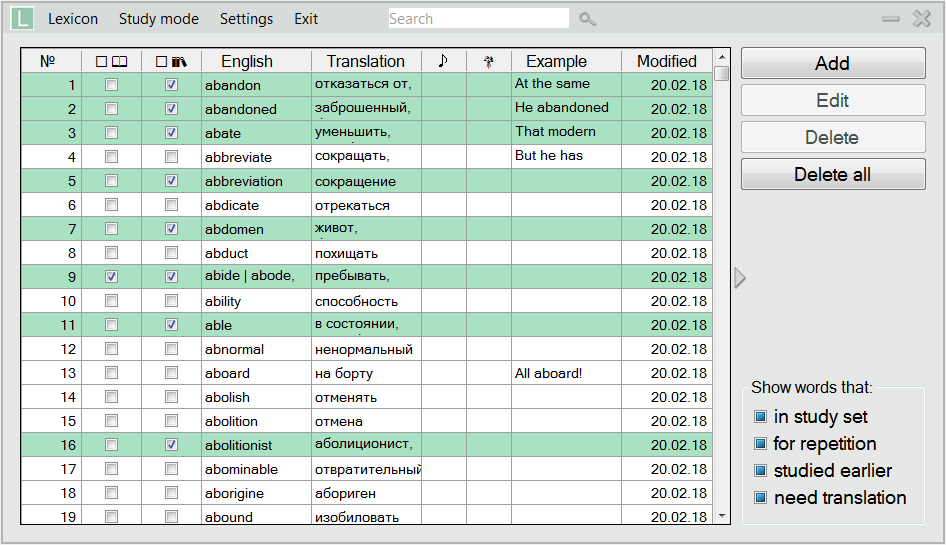 L Lexicon Study mode Settings Exit Search
№ English Translation ♪ Example Modified
1 abandon отказаться от, At the same 20.02.18
2 abandoned заброшенный, He abandoned 20.02.18
3 abate уменьшить, That modern 20.02.18
4 abbreviate сокращать, But he has 20.02.18
5 abbreviation сокращение 20.02.18
6 abdicate отрекаться 20.02.18
7 abdomen живот, 20.02.18
8 abduct похищать 20.02.18
9 abide | abode, пребывать, 20.02.18
10 ability способность 20.02.18
11 able в состоянии, 20.02.18
12 abnormal ненормальный 20.02.18
13 aboard на борту All aboard! 20.02.18
14 abolish отменять 20.02.18
15 abolition отмена 20.02.18
16 abolitionist аболиционист, 20.02.18
17 abominable отвратительный 20.02.18
18 aborigine абориген 20.02.18
19 abound изобиловать 20.02.18
Add
Edit
Delete
Delete all
Show words that:
in study set
for repetition
studied earlier
need translation